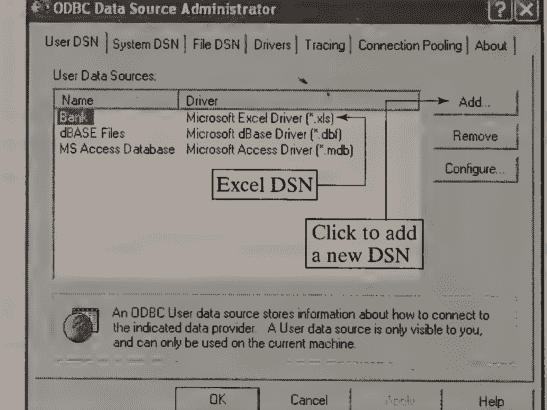 ODBC Data Source Administrator
User DSN System DSN File DSN Drivers Tracing Connection Pooling About
User Data Sources:
Name Driver Add...
Bank Microsoft Excel Driver (*.xls)
dBASE Files Microsoft dBase Driver (*.dbf) Remove
MS Access Database Microsoft Access Driver (*.mdb)
Configure...
Excel DSN
Click to add
a new DSN
An ODBC User data source stores information about how to connect to
the indicated data provider. A User data source is only visible to you,
and can only be used on the current machine.
OK Cancel Apply Help